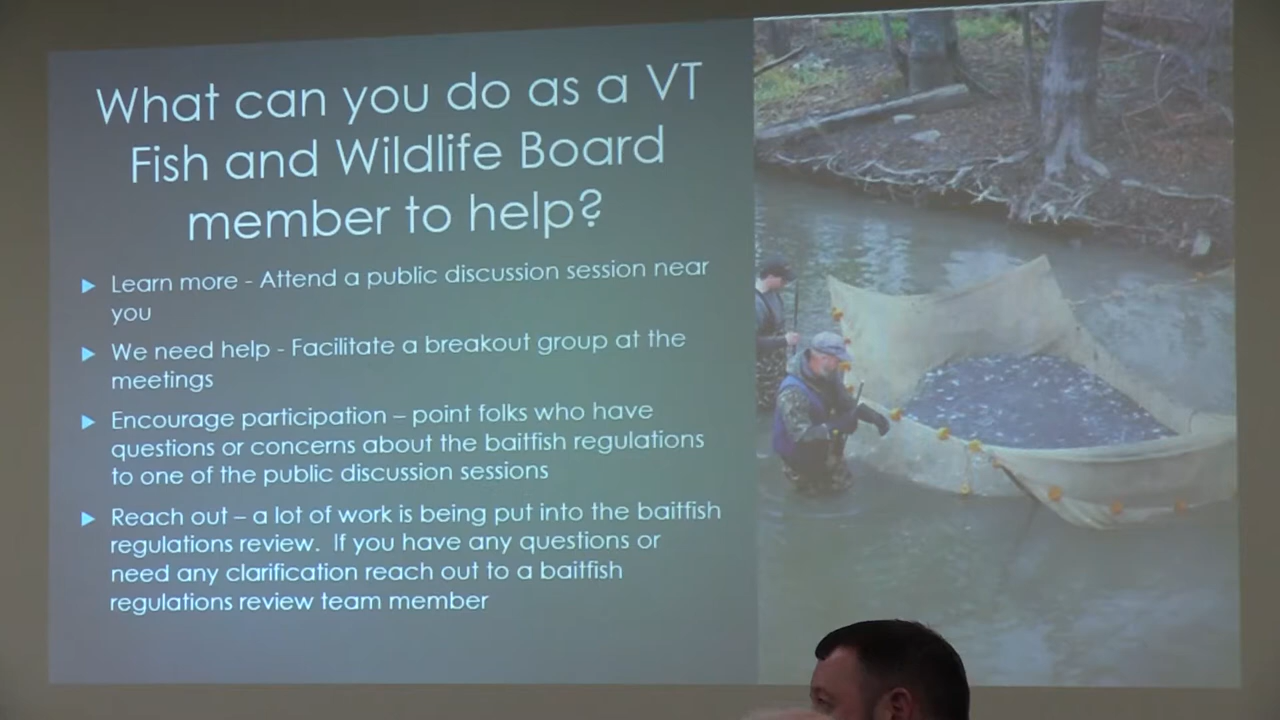 What can you do as a VT
Fish and Wildlife Board
member to help?
Learn more - Attend a public discussion session near
you
We need help - Facilitate a breakout group at the
meetings
Encourage participation – point folks who have
questions or concerns about the baitfish regulations
to one of the public discussion sessions
Reach out – a lot of work is being put into the baitfish
regulations review.  If you have any questions or
need any clarification reach out to a baitfish
regulations review team member